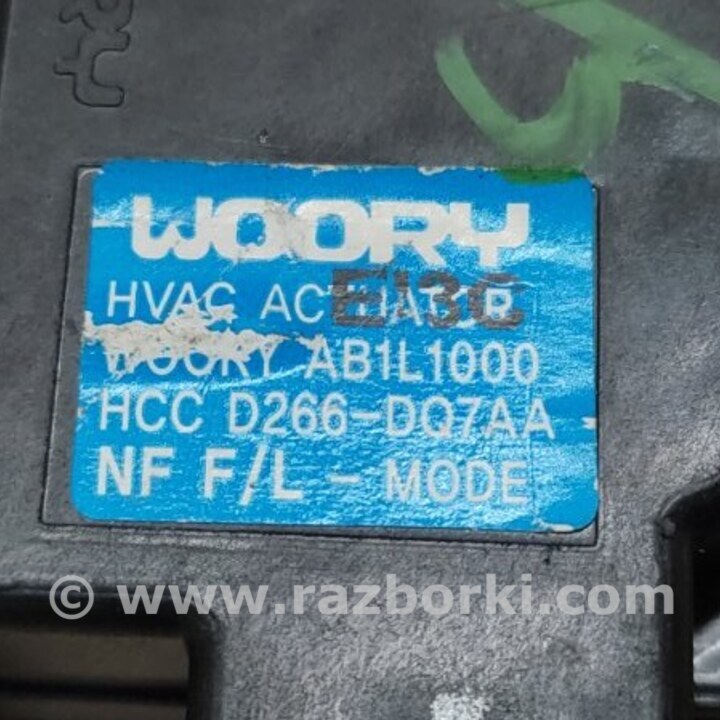 WOORY
HVAC ACTUATOR
E13C
WOORY AB1L1000
HCC D266-DQ7AA
NF F/L - MODE
© www.razborki.com